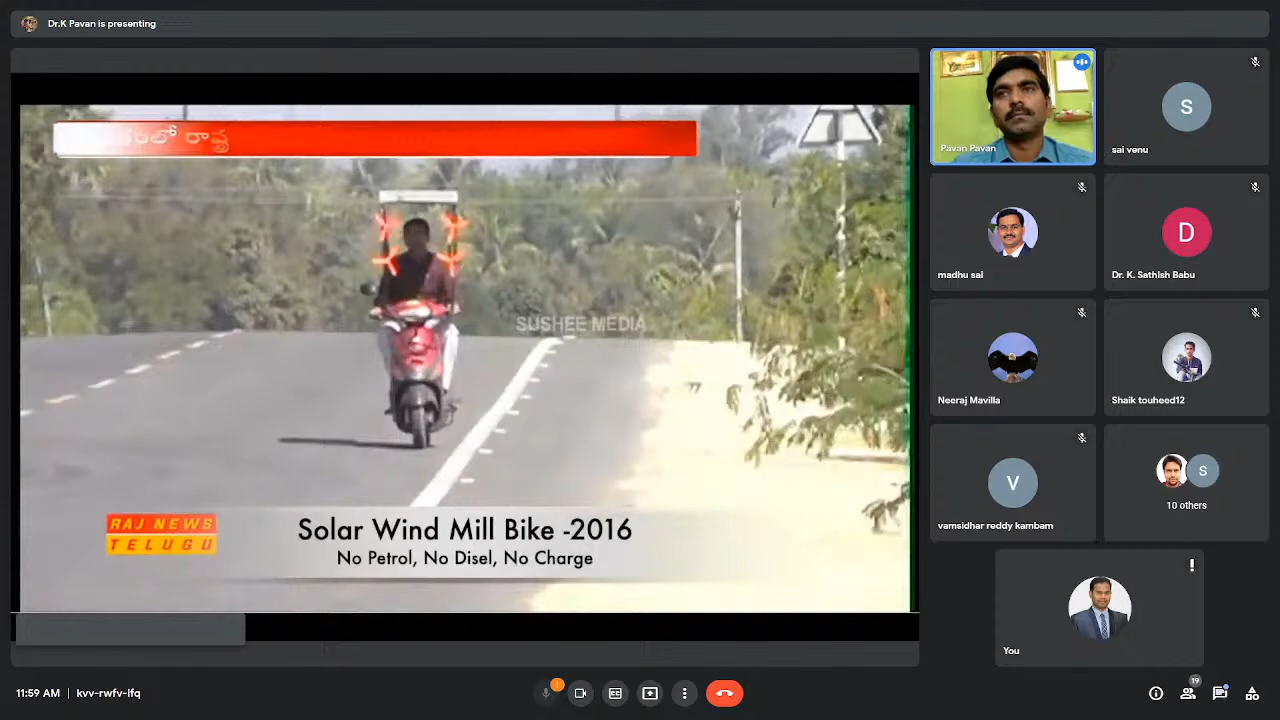 Dr.K Pavan is presenting
రాష్ట్ర
SUSHEE MEDIA
RAJ NEWS
TELUGU
Solar Wind Mill Bike -2016
No Petrol, No Disel, No Charge
Pavan Pavan
S
sai venu
madhu sai
D
Dr. K. Sathish Babu
Neeraj Mavilla
Shaik touheed12
V
vamsidhar reddy kambam
S
10 others
You
11:59 AM | kvv-rwfv-ifq
19